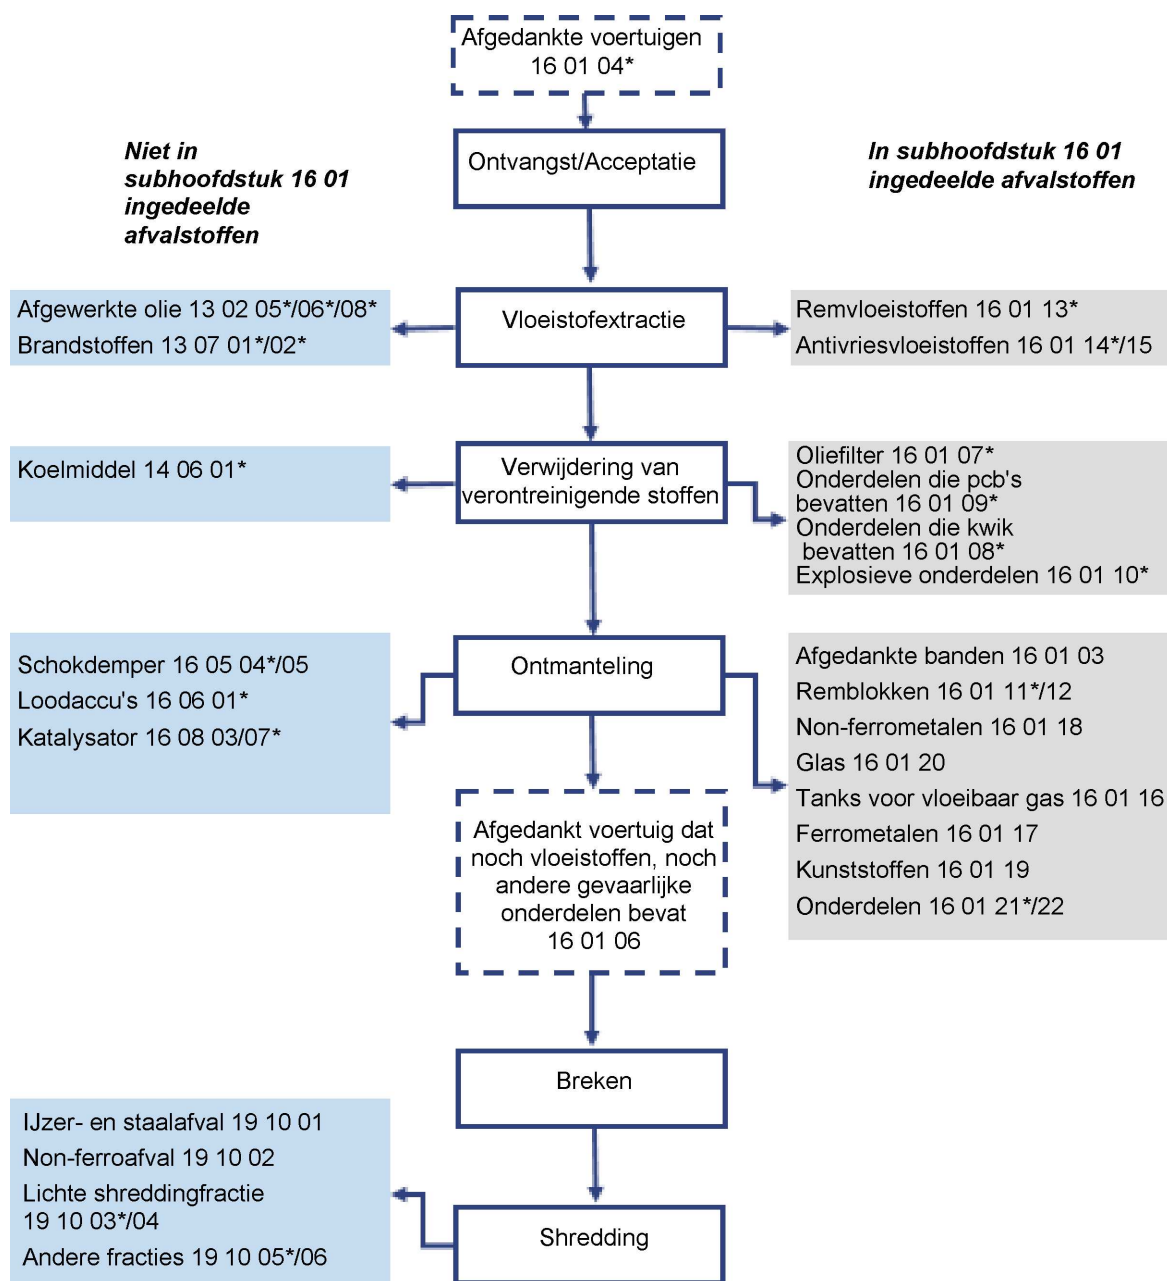 Afgedankte voertuigen
16 01 04*
Niet in
subhoofdstuk 16 01
ingedeelde
afvalstoffen
Ontvangst/Acceptatie
In subhoofdstuk 16 01
ingedeelde afvalstoffen
Afgewerkte olie 13 02 05*/06*/08*
Brandstoffen 13 07 01*/02*
Vloeistofextractie
Remvloeistoffen 16 01 13*
Antivriesvloeistoffen 16 01 14*/15
Koelmiddel 14 06 01*
Verwijdering van
verontreinigende stoffen
Oliefilter 16 01 07*
Onderdelen die pcb's
bevatten 16 01 09*
Onderdelen die kwik
bevatten 16 01 08*
Explosieve onderdelen 16 01 10*
Schokdemper 16 05 04*/05
Loodaccu's 16 06 01*
Katalysator 16 08 03/07*
Ontmanteling
Afgedankte banden 16 01 03
Remblokken 16 01 11*/12
Non-ferrometalen 16 01 18
Glas 16 01 20
Tanks voor vloeibaar gas 16 01 16
Ferrometalen 16 01 17
Kunststoffen 16 01 19
Onderdelen 16 01 21*/22
Afgedankt voertuig dat
noch vloeistoffen, noch
andere gevaarlijke
onderdelen bevat
16 01 06
Breken
IJzer- en staalafval 19 10 01
Non-ferroafval 19 10 02
Lichte shreddingfractie
19 10 03*/04
Andere fracties 19 10 05*/06
Shredding